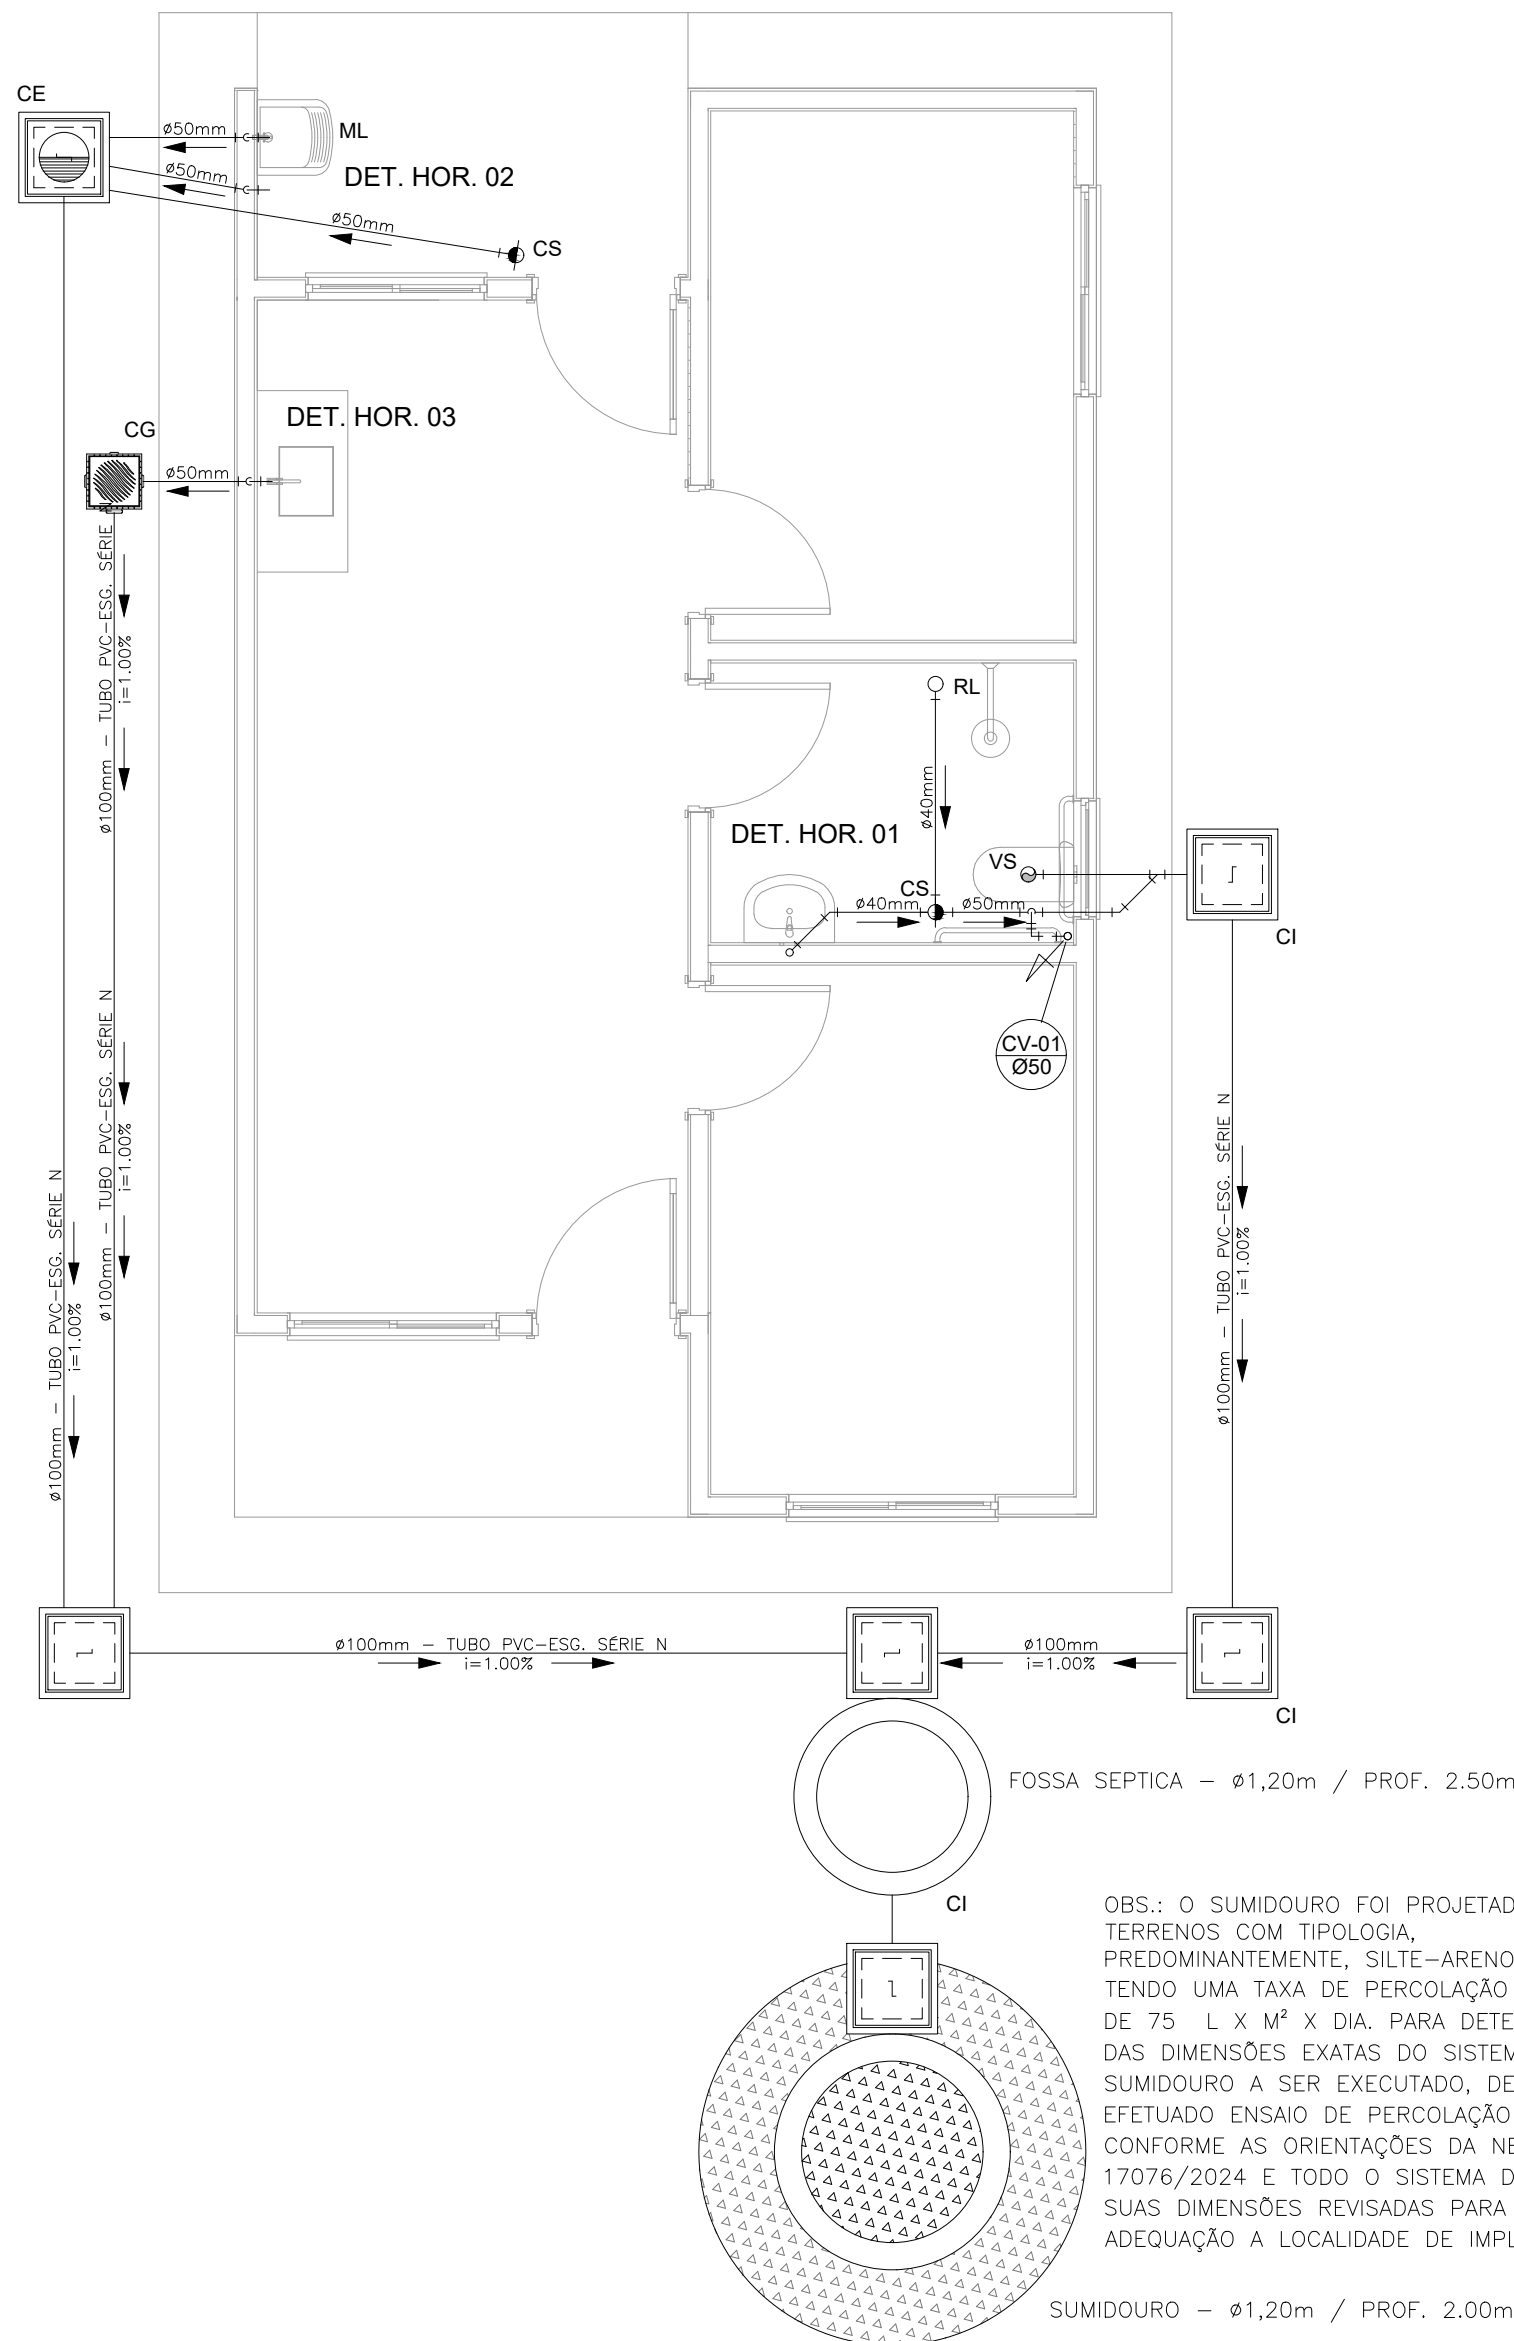 CE
ø50mm
ML
ø50mm
DET. HOR. 02
ø50mm
CS
DET. HOR. 03
CG
ø50mm
ø100mm – TUBO PVC–ESG. SÉRIE N
i=1.00%
RL
ø40mm
DET. HOR. 01
VS
CS
ø40mm
ø50mm
CI
CV-01
Ø50
ø100mm – TUBO PVC–ESG. SÉRIE N
i=1.00%
ø100mm – TUBO PVC–ESG. SÉRIE N
i=1.00%
ø100mm – TUBO PVC–ESG. SÉRIE N
i=1.00%
ø100mm – TUBO PVC–ESG. SÉRIE N
i=1.00%
ø100mm
i=1.00%
CI
FOSSA SEPTICA – ø1,20m / PROF. 2.50m
CI
OBS.: O SUMIDOURO FOI PROJETAD
TERRENOS COM TIPOLOGIA,
PREDOMINANTEMENTE, SILTE–ARENO
TENDO UMA TAXA DE PERCOLAÇÃO
DE 75 L X M² X DIA. PARA DETE
DAS DIMENSÕES EXATAS DO SISTEM
SUMIDOURO A SER EXECUTADO, DE
EFETUADO ENSAIO DE PERCOLAÇÃO
CONFORME AS ORIENTAÇÕES DA NB
17076/2024 E TODO O SISTEMA D
SUAS DIMENSÕES REVISADAS PARA
ADEQUAÇÃO A LOCALIDADE DE IMPL
SUMIDOURO – ø1,20m / PROF. 2.00m